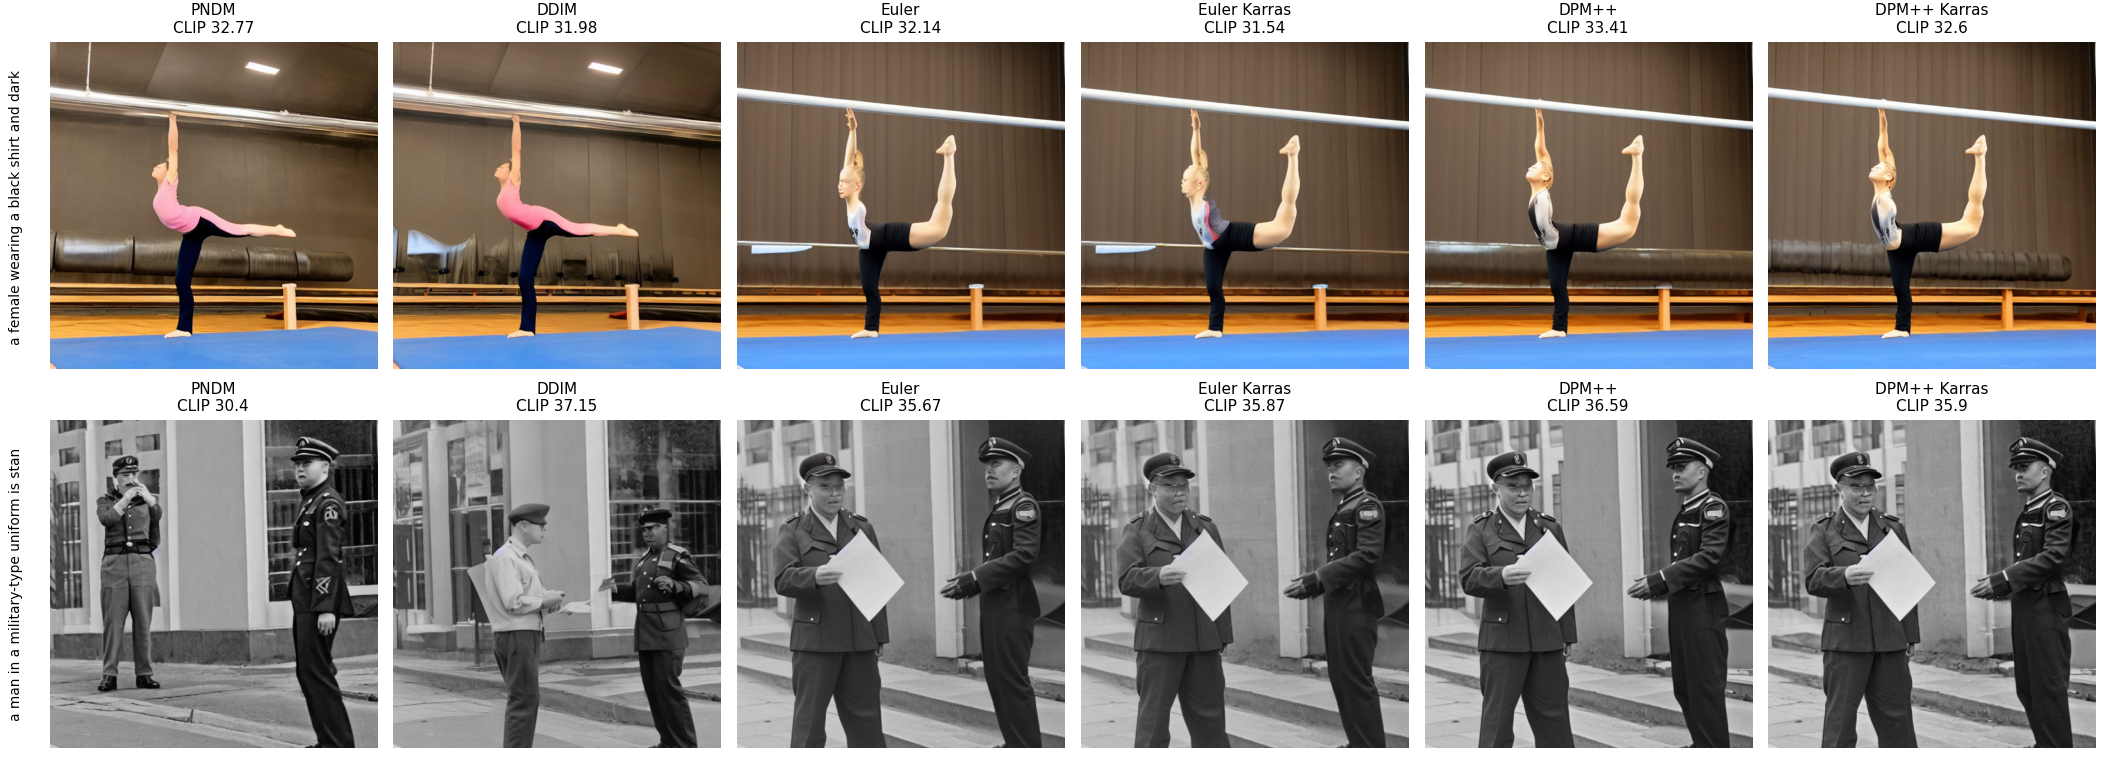 PNDM
CLIP 32.77
DDIM
CLIP 31.98
Euler
CLIP 32.14
Euler Karras
CLIP 31.54
DPM++
CLIP 33.41
DPM++ Karras
CLIP 32.6
a female wearing a black shirt and dark
PNDM
CLIP 30.4
DDIM
CLIP 37.15
Euler
CLIP 35.67
Euler Karras
CLIP 35.87
DPM++
CLIP 36.59
DPM++ Karras
CLIP 35.9
a man in a military-type uniform is stan